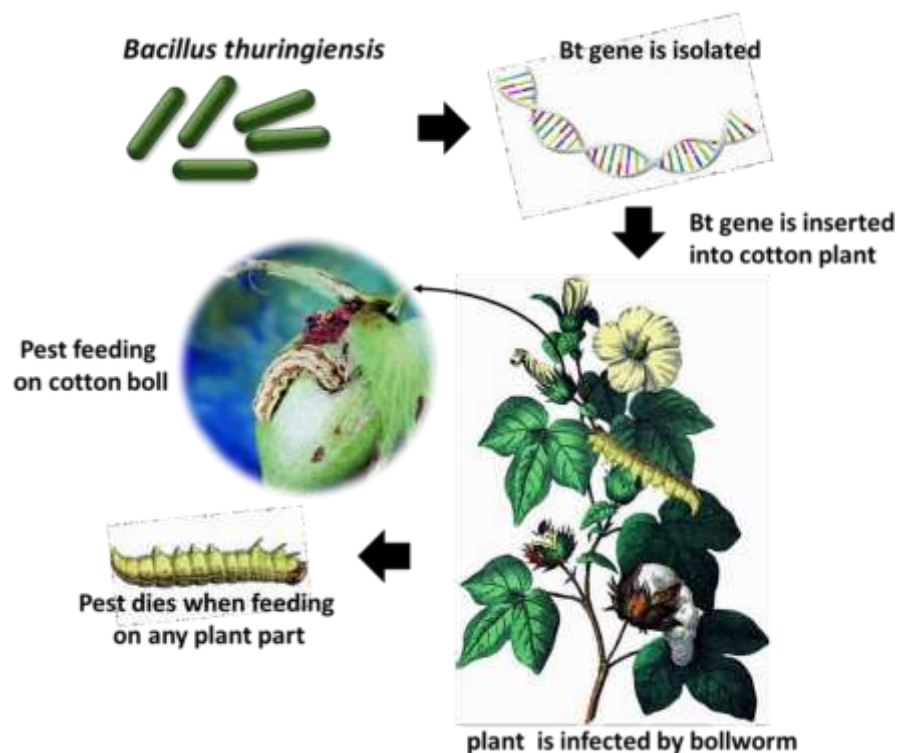 Bacillus thuringiensis
Bt gene is isolated
Bt gene is inserted
into cotton plant
Pest feeding
on cotton boll
Pest dies when feeding
on any plant part
plant is infected by bollworm